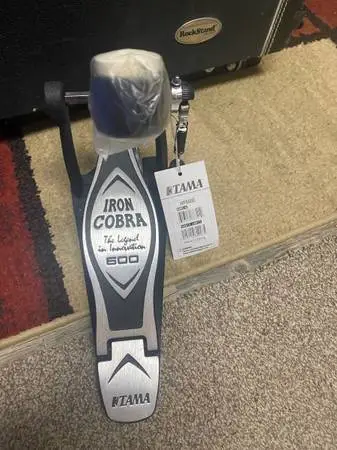 RockStand
TAMA
IRON
COBRA
The Legend
in Innovation
600
TAMA